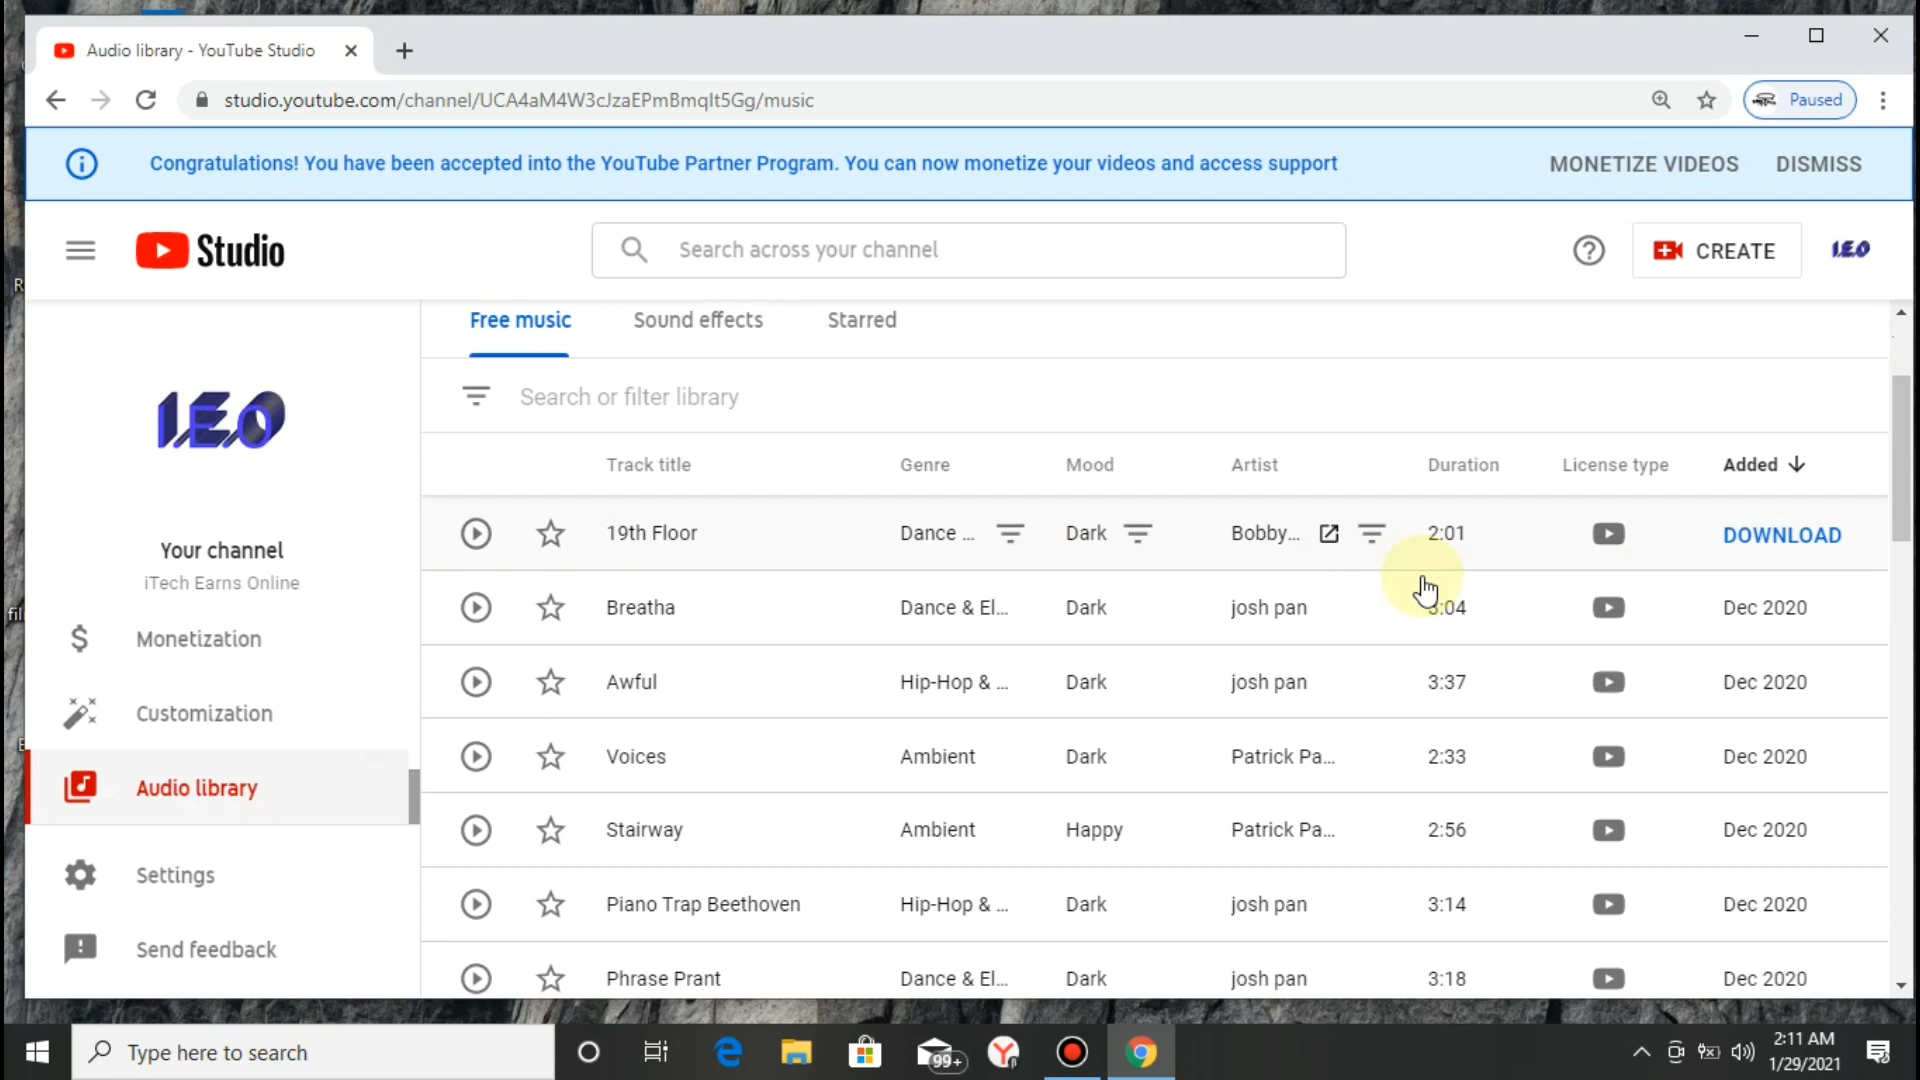 Audio library - YouTube Studio
studio.youtube.com/channel/UCA4aM4W3cJzaEPmBmqIt5Gg/music
Paused
Congratulations! You have been accepted into the YouTube Partner Program. You can now monetize your videos and access support
MONETIZE VIDEOS
DISMISS
Studio
Search across your channel
CREATE
I.E.O
I.E.O
Your channel
iTech Earns Online
Monetization
Customization
Audio library
Settings
Send feedback
Free music
Sound effects
Starred
Search or filter library
Track title Genre Mood Artist Duration License type Added
19th Floor Dance ... Dark Bobby... 2:01 DOWNLOAD
Breatha Dance & El... Dark josh pan 3:04 Dec 2020
Awful Hip-Hop & ... Dark josh pan 3:37 Dec 2020
Voices Ambient Dark Patrick Pa... 2:33 Dec 2020
Stairway Ambient Happy Patrick Pa... 2:56 Dec 2020
Piano Trap Beethoven Hip-Hop & ... Dark josh pan 3:14 Dec 2020
Phrase Prant Dance & El... Dark josh pan 3:18 Dec 2020
Type here to search
99+
2:11 AM
1/29/2021